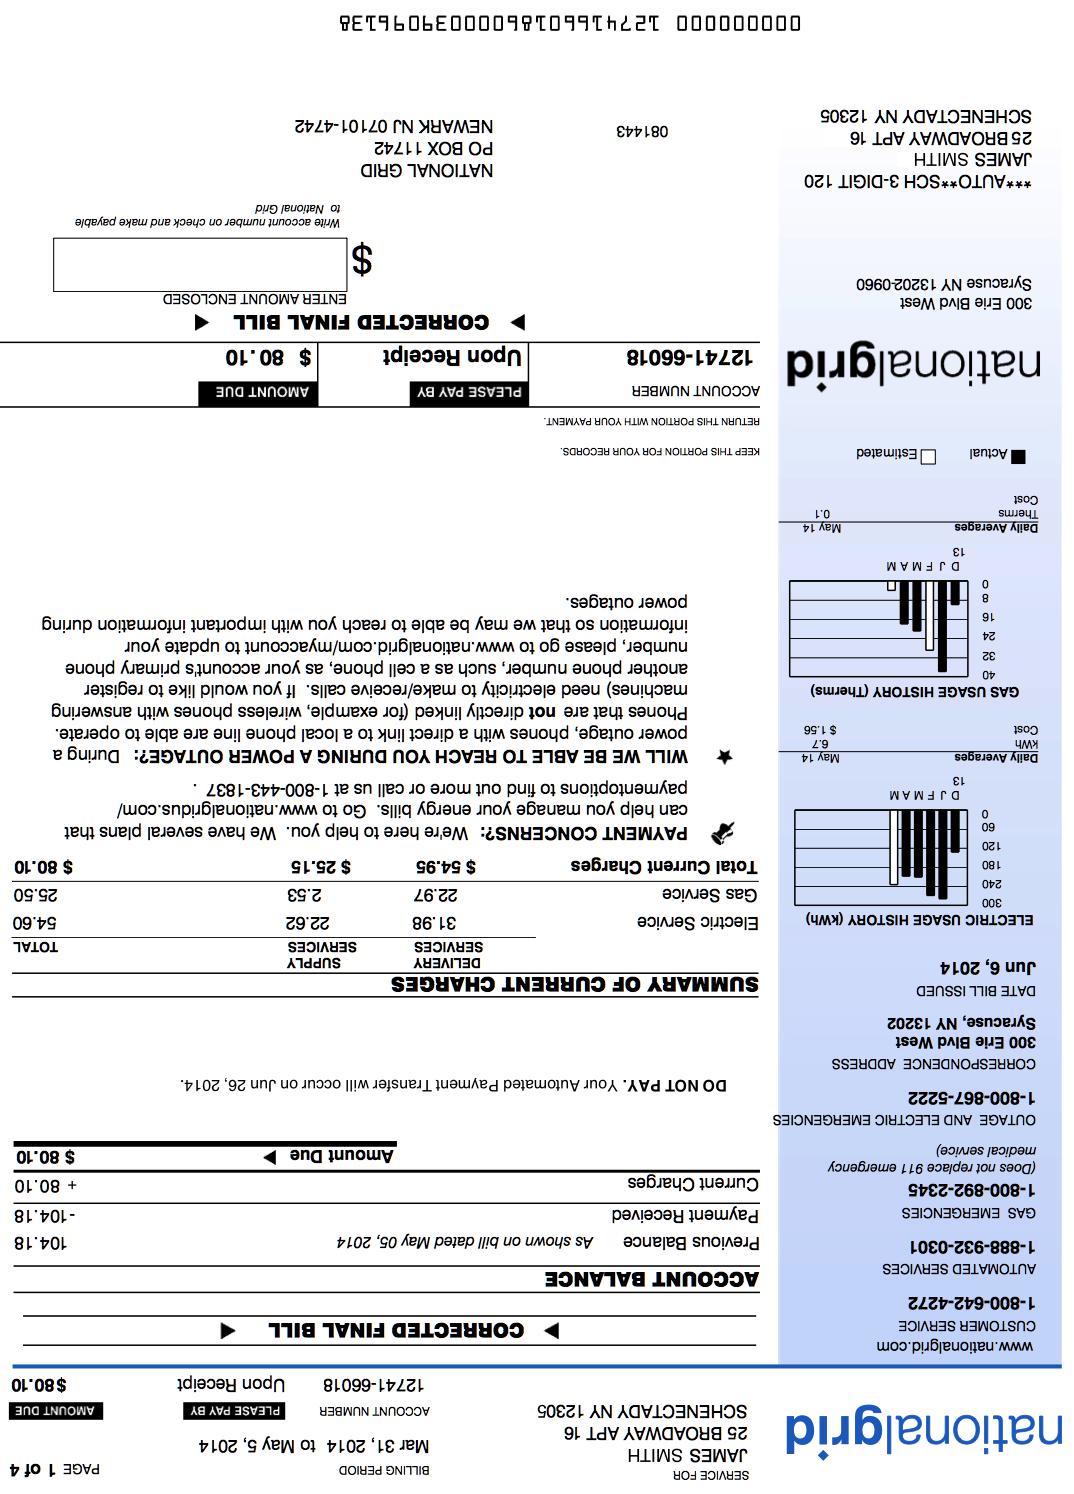 nationalgrid
SERVICE FOR
JAMES SMITH
25 BROADWAY APT 16
SCHENECTADY NY 12305
BILLING PERIOD
Mar 31, 2014 to May 5, 2014
PAGE 1 of 4
ACCOUNT NUMBER
12741-66018
PLEASE PAY BY
Upon Receipt
AMOUNT DUE
$ 80.10
www.nationalgrid.com
CUSTOMER SERVICE
1-800-642-4272
AUTOMATED SERVICES
1-888-932-0301
GAS EMERGENCIES
1-800-892-2345
(Does not replace 911 emergency
medical service)
OUTAGE AND ELECTRIC EMERGENCIES
1-800-867-5222
CORRESPONDENCE ADDRESS
300 Erie Blvd West
Syracuse, NY 13202
DATE BILL ISSUED
Jun 6, 2014
ELECTRIC USAGE HISTORY (kWh)
300
240
180
120
60
0
D J F M A M
13
Daily Averages May 14
kWh 6.7
Cost $ 1.56
GAS USAGE HISTORY (Therms)
40
32
24
16
8
0
D J F M A M
13
Daily Averages May 14
Therms 0.1
Cost
Actual Estimated
CORRECTED FINAL BILL
ACCOUNT BALANCE
Previous Balance As shown on bill dated May 05, 2014 104.18
Payment Received -104.18
Current Charges + 80.10
Amount Due $ 80.10
DO NOT PAY. Your Automated Payment Transfer will occur on Jun 26, 2014.
SUMMARY OF CURRENT CHARGES
DELIVERY SUPPLY
SERVICES SERVICES TOTAL
Electric Service 31.98 22.62 54.60
Gas Service 22.97 2.53 25.50
Total Current Charges $ 54.95 $ 25.15 $ 80.10
PAYMENT CONCERNS?: We're here to help you. We have several plans that
can help you manage your energy bills. Go to www.nationalgridus.com/
paymentoptions to find out more or call us at 1-800-443-1837 .
WILL WE BE ABLE TO REACH YOU DURING A POWER OUTAGE?: During a
power outage, phones with a direct link to a local phone line are able to operate.
Phones that are not directly linked (for example, wireless phones with answering
machines) need electricity to make/receive calls. If you would like to register
another phone number, such as a cell phone, as your account's primary phone
number, please go to www.nationalgrid.com/myaccount to update your
information so that we may be able to reach you with important information during
power outages.
KEEP THIS PORTION FOR YOUR RECORDS.
RETURN THIS PORTION WITH YOUR PAYMENT.
nationalgrid
300 Erie Blvd West
Syracuse NY 13202-0960
ACCOUNT NUMBER
12741-66018
PLEASE PAY BY
Upon Receipt
AMOUNT DUE
$ 80.10
CORRECTED FINAL BILL
ENTER AMOUNT ENCLOSED
$
Write account number on check and make payable
to National Grid
***AUTO**SCH 3-DIGIT 120
JAMES SMITH
25 BROADWAY APT 16
SCHENECTADY NY 12305
081443
NATIONAL GRID
PO BOX 11742
NEWARK NJ 07101-4742
0000000000 127416601860000039096138